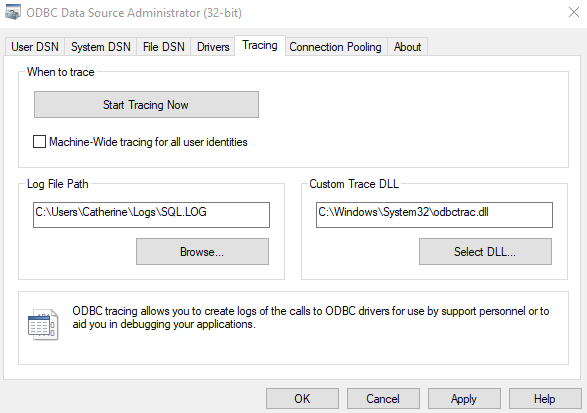 ODBC Data Source Administrator (32-bit)
User DSN System DSN File DSN Drivers Tracing Connection Pooling About
When to trace
Start Tracing Now
Machine-Wide tracing for all user identities
Log File Path
C:\Users\Catherine\Logs\SQL.LOG
Browse...
Custom Trace DLL
C:\Windows\System32\odbctrac.dll
Select DLL...
ODBC tracing allows you to create logs of the calls to ODBC drivers for use by support personnel or to
aid you in debugging your applications.
OK Cancel Apply Help